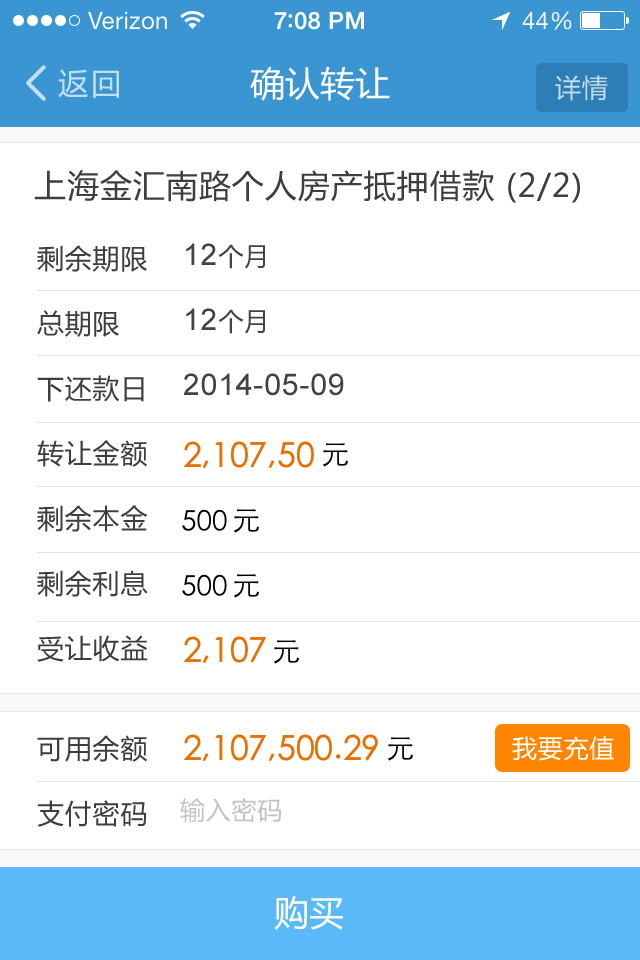 Verizon 7:08 PM 44%
返回 确认转让 详情
上海金汇南路个人房产抵押借款 (2/2)
剩余期限 12个月
总期限 12个月
下还款日 2014-05-09
转让金额 2,107,50 元
剩余本金 500 元
剩余利息 500 元
受让收益 2,107 元
可用余额 2,107,500.29 元 我要充值
支付密码 输入密码
购买